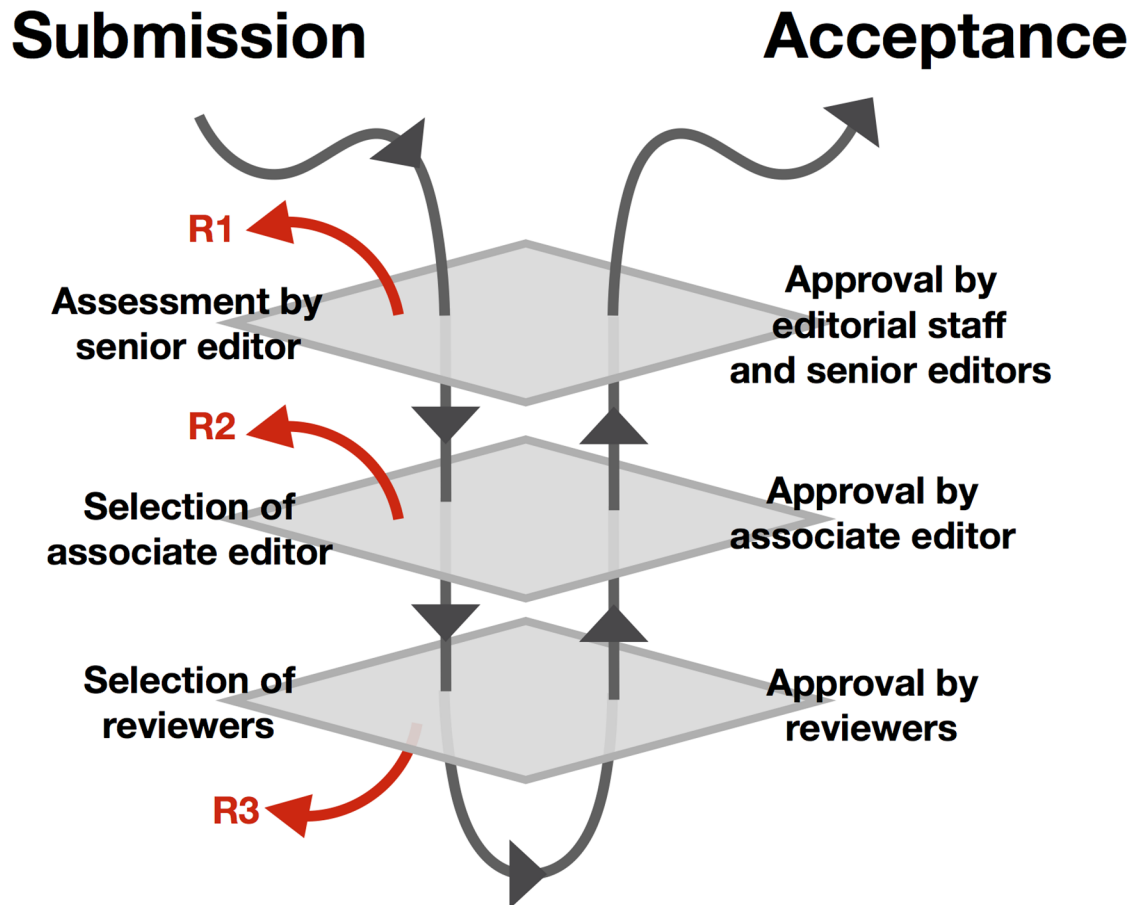 Submission
Acceptance
R1
Assessment by
senior editor
Approval by
editorial staff
and senior editors
R2
Selection of
associate editor
Approval by
associate editor
Selection of
reviewers
Approval by
reviewers
R3